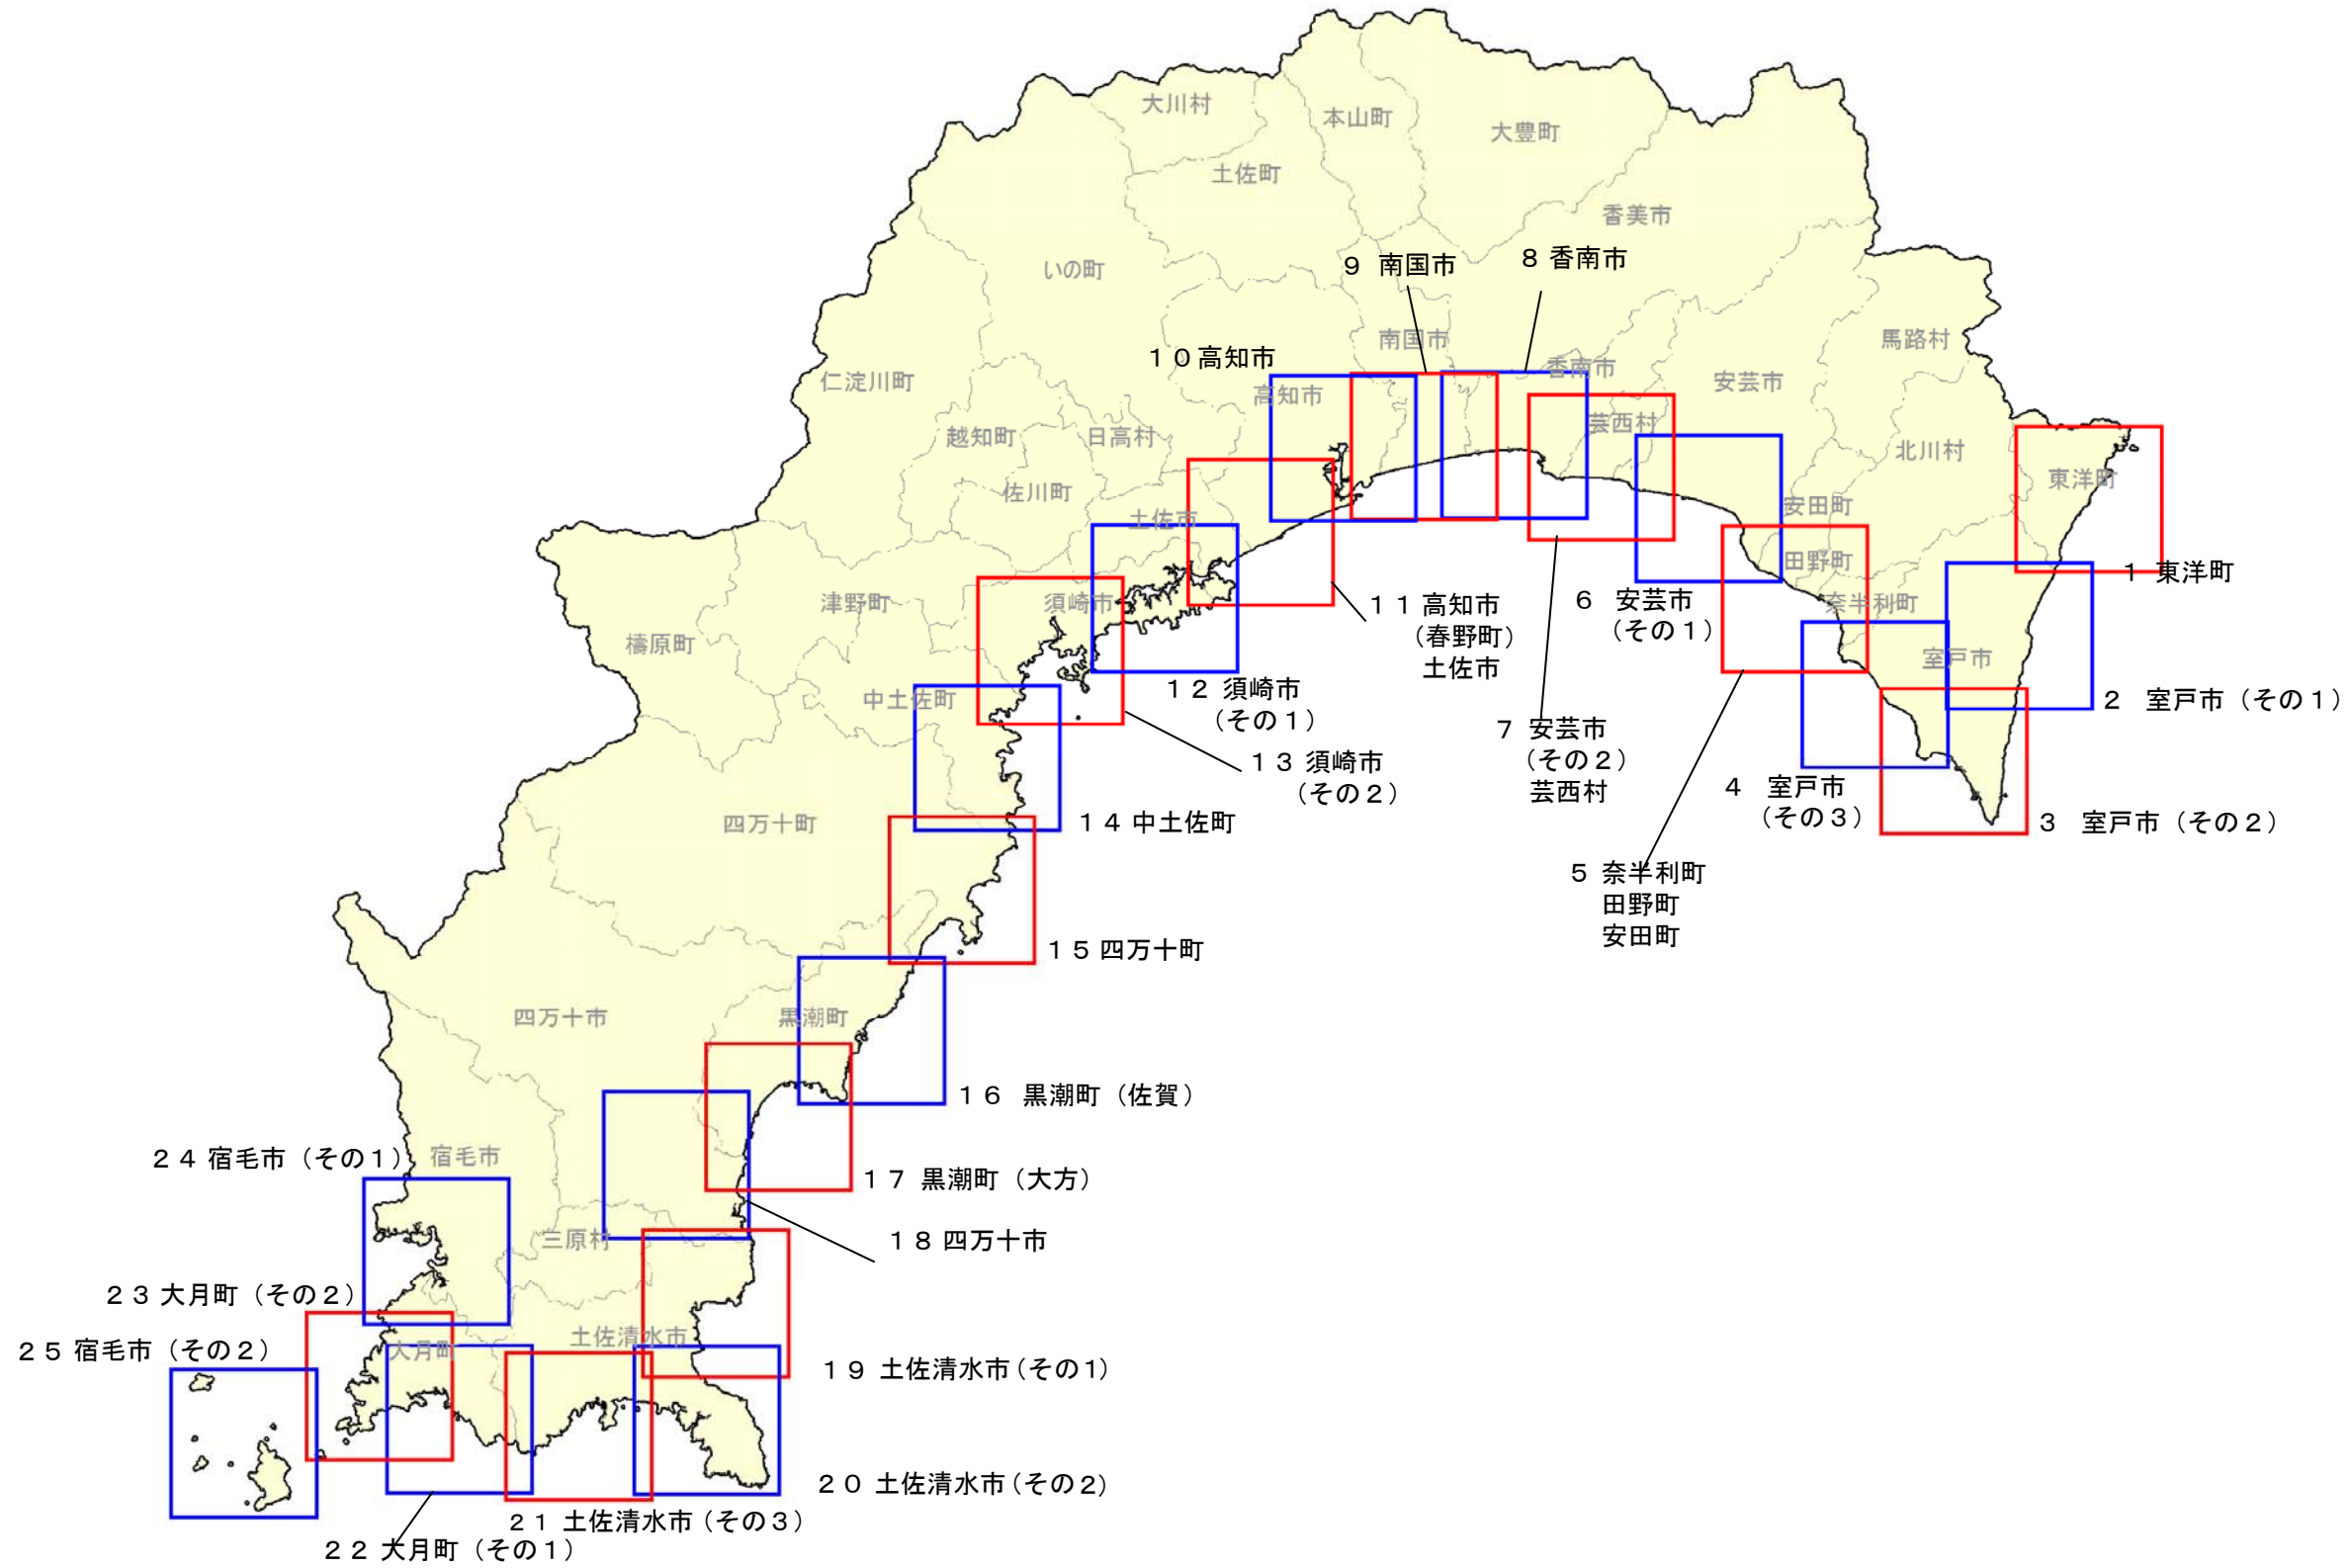 大川村
本山町
大豊町
土佐町
香美市
いの町
９　南国市
８ 香南市
南国市
馬路村
１０高知市
香南市
仁淀川町
高知市
安芸市
越知町
日高村
芸西村
北川村
佐川町
東洋町
土佐市
安田町
田野町
津野町
須崎市
奈半利町
檮原町
室戸市
中土佐町
１ 東洋町
２　室戸市（その１）
３　室戸市（その２）
４　室戸市
（その３）
５ 奈半利町
田野町
安田町
６　安芸市
（その１）
７ 安芸市
（その２）
芸西村
１１高知市
（春野町）
土佐市
１２ 須崎市
（その１）
１３ 須崎市
（その２）
１４ 中土佐町
四万十町
１５ 四万十町
四万十市
黒潮町
１６　黒潮町（佐賀）
１７ 黒潮町（大方）
１８ 四万十市
２４ 宿毛市（その１）
宿毛市
三原村
２３ 大月町（その２）
２５ 宿毛市（その２）
大月町
土佐清水市
１９ 土佐清水市（その１）
２０ 土佐清水市（その２）
２１ 土佐清水市（その３）
２２ 大月町（その１）